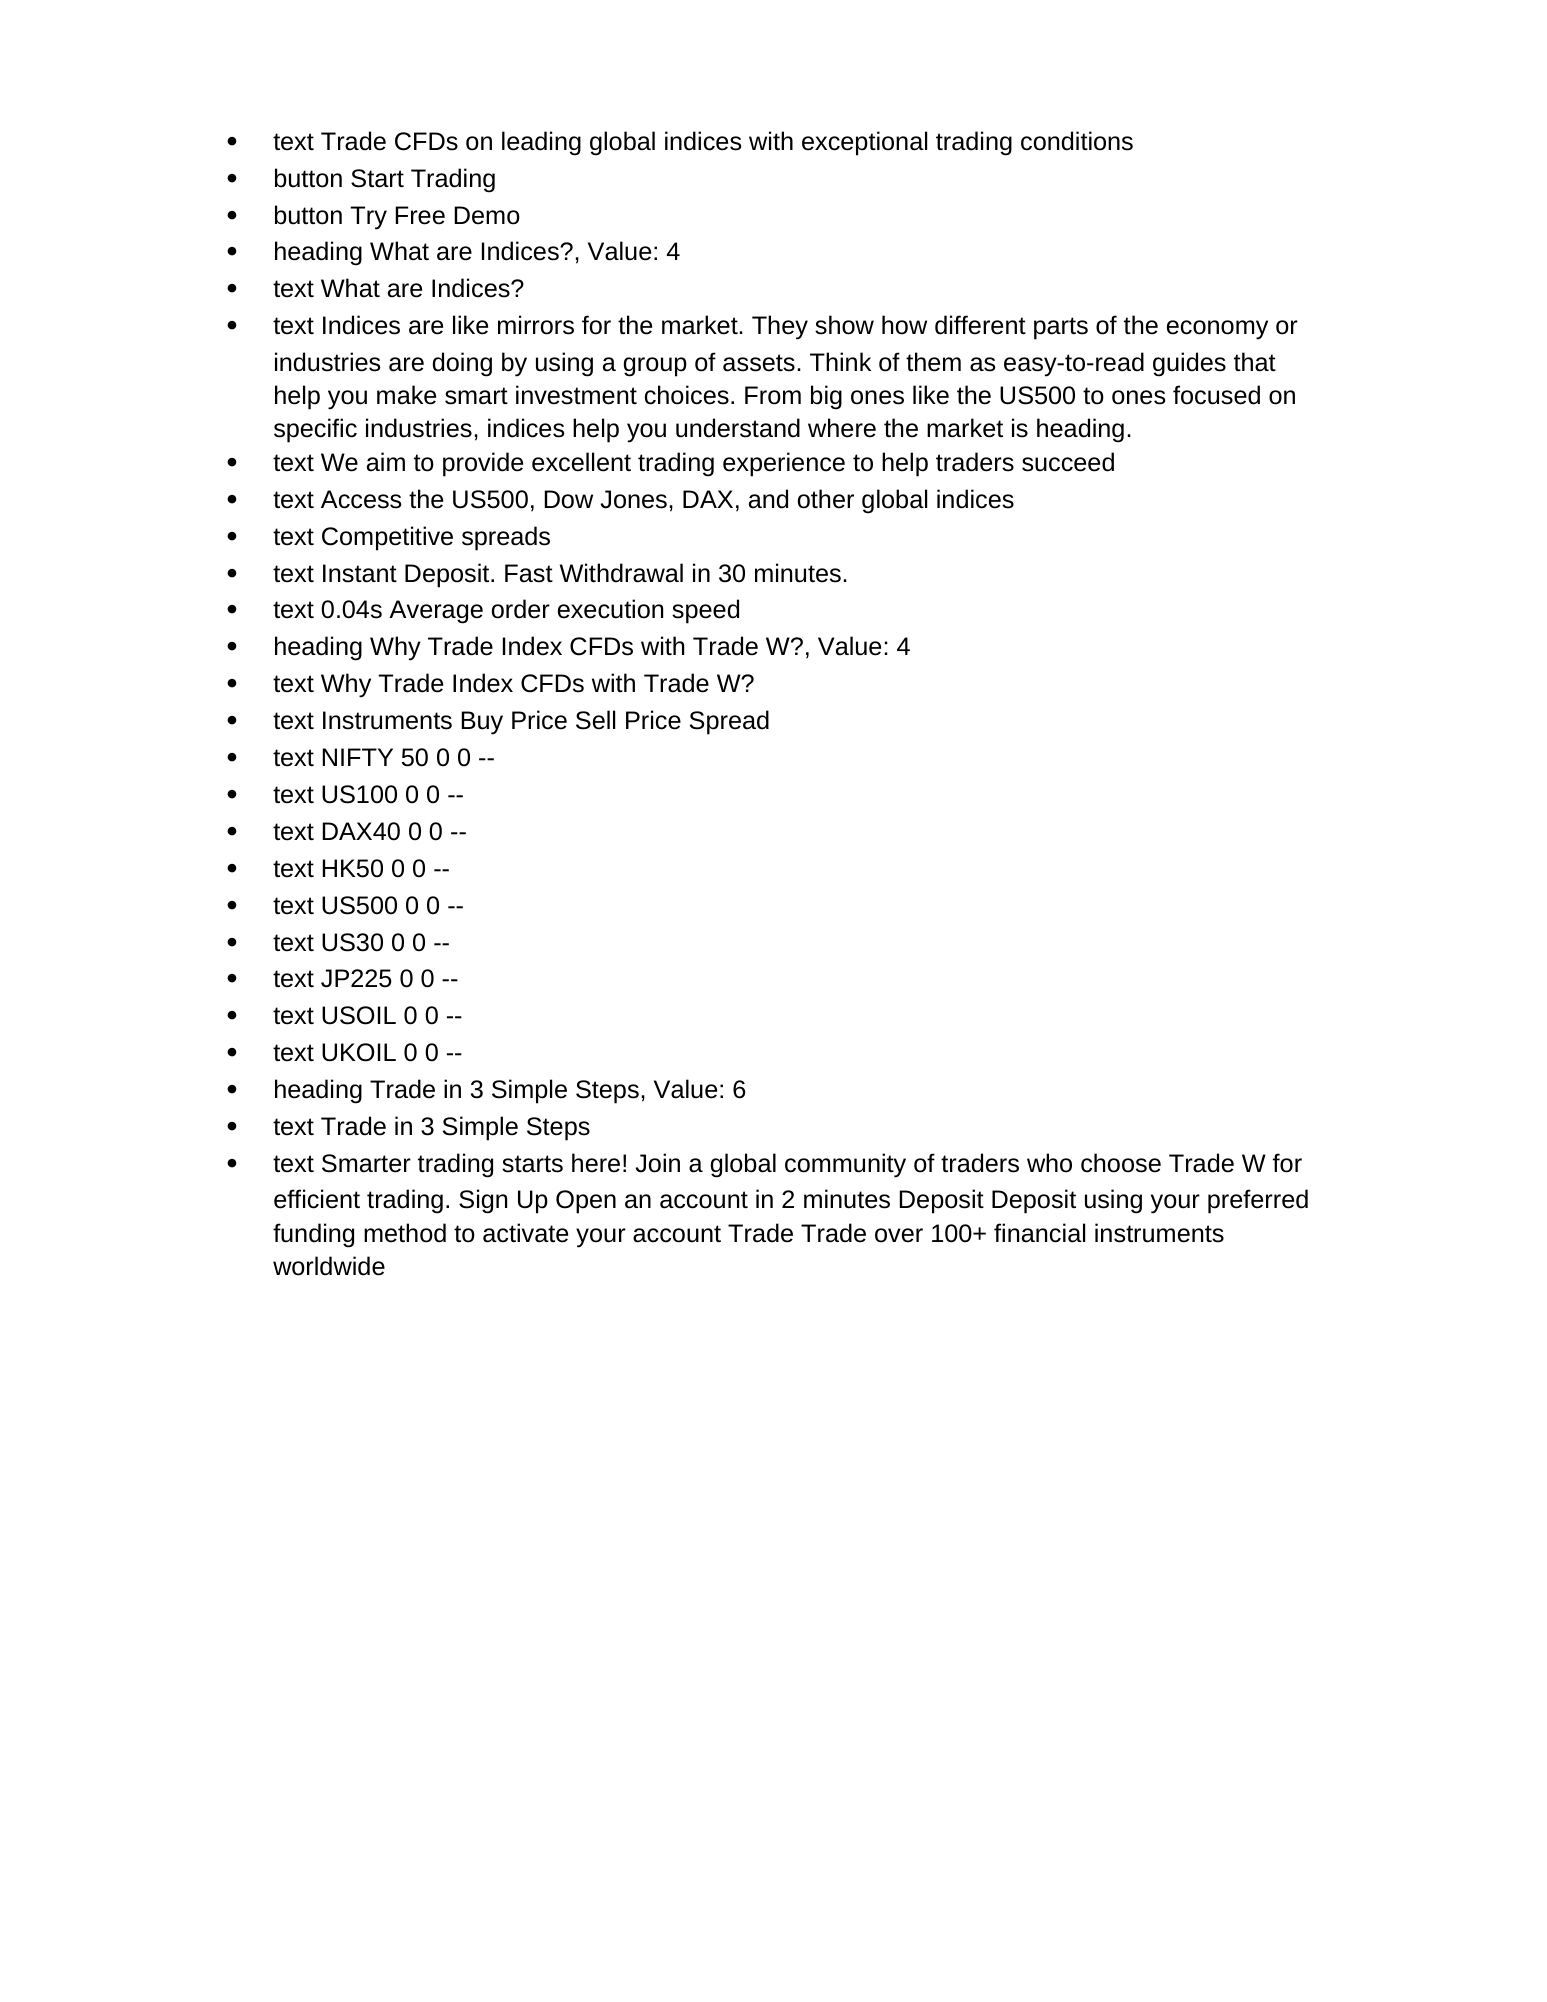 • text Trade CFDs on leading global indices with exceptional trading conditions
• button Start Trading
• button Try Free Demo
• heading What are Indices?, Value: 4
• text What are Indices?
• text Indices are like mirrors for the market. They show how different parts of the economy or
industries are doing by using a group of assets. Think of them as easy-to-read guides that
help you make smart investment choices. From big ones like the US500 to ones focused on
specific industries, indices help you understand where the market is heading.
• text We aim to provide excellent trading experience to help traders succeed
• text Access the US500, Dow Jones, DAX, and other global indices
• text Competitive spreads
• text Instant Deposit. Fast Withdrawal in 30 minutes.
• text 0.04s Average order execution speed
• heading Why Trade Index CFDs with Trade W?, Value: 4
• text Why Trade Index CFDs with Trade W?
• text Instruments Buy Price Sell Price Spread
• text NIFTY 50 0 0 --
• text US100 0 0 --
• text DAX40 0 0 --
• text HK50 0 0 --
• text US500 0 0 --
• text US30 0 0 --
• text JP225 0 0 --
• text USOIL 0 0 --
• text UKOIL 0 0 --
• heading Trade in 3 Simple Steps, Value: 6
• text Trade in 3 Simple Steps
• text Smarter trading starts here! Join a global community of traders who choose Trade W for
efficient trading. Sign Up Open an account in 2 minutes Deposit Deposit using your preferred
funding method to activate your account Trade Trade over 100+ financial instruments
worldwide